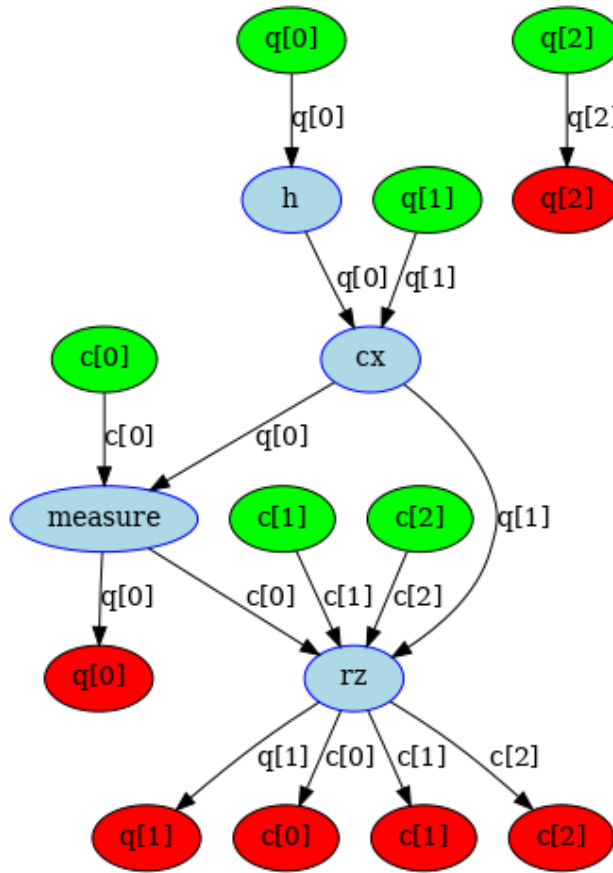 q[0] q[2]
q[0] q[2]
h q[1] q[2]
q[0] q[1]
c[0] cx
c[0] q[0]
measure c[1] c[2] q[1]
q[0] c[0] c[1] c[2]
q[0] rz
q[1] c[0] c[1] c[2]
q[1] c[0] c[1] c[2]